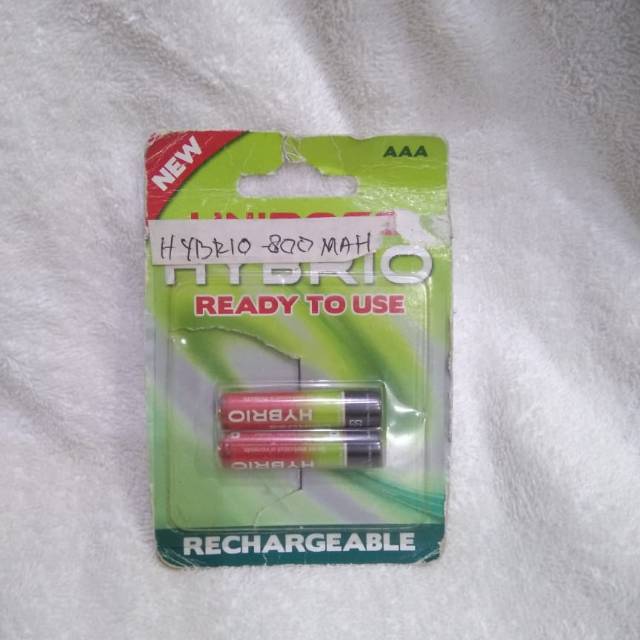 NEW
AAA
HYBRIO -800 MAH
HYBRIO
READY TO USE
HYBRIO
HYBRIO
RECHARGEABLE